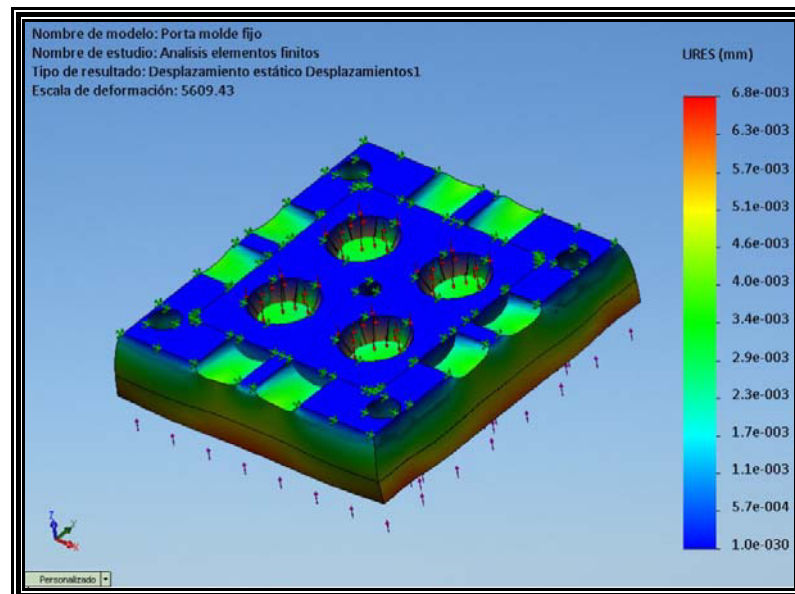 Nombre de modelo: Porta molde fijo
Nombre de estudio: Analisis elementos finitos
Tipo de resultado: Desplazamiento estático Desplazamientos1
Escala de deformación: 5609.43
URES (mm)
6.8e-003
6.3e-003
5.7e-003
5.1e-003
4.6e-003
4.0e-003
3.4e-003
2.9e-003
2.3e-003
1.7e-003
1.1e-003
5.7e-004
1.0e-030
Z
Y
X
Personalizado